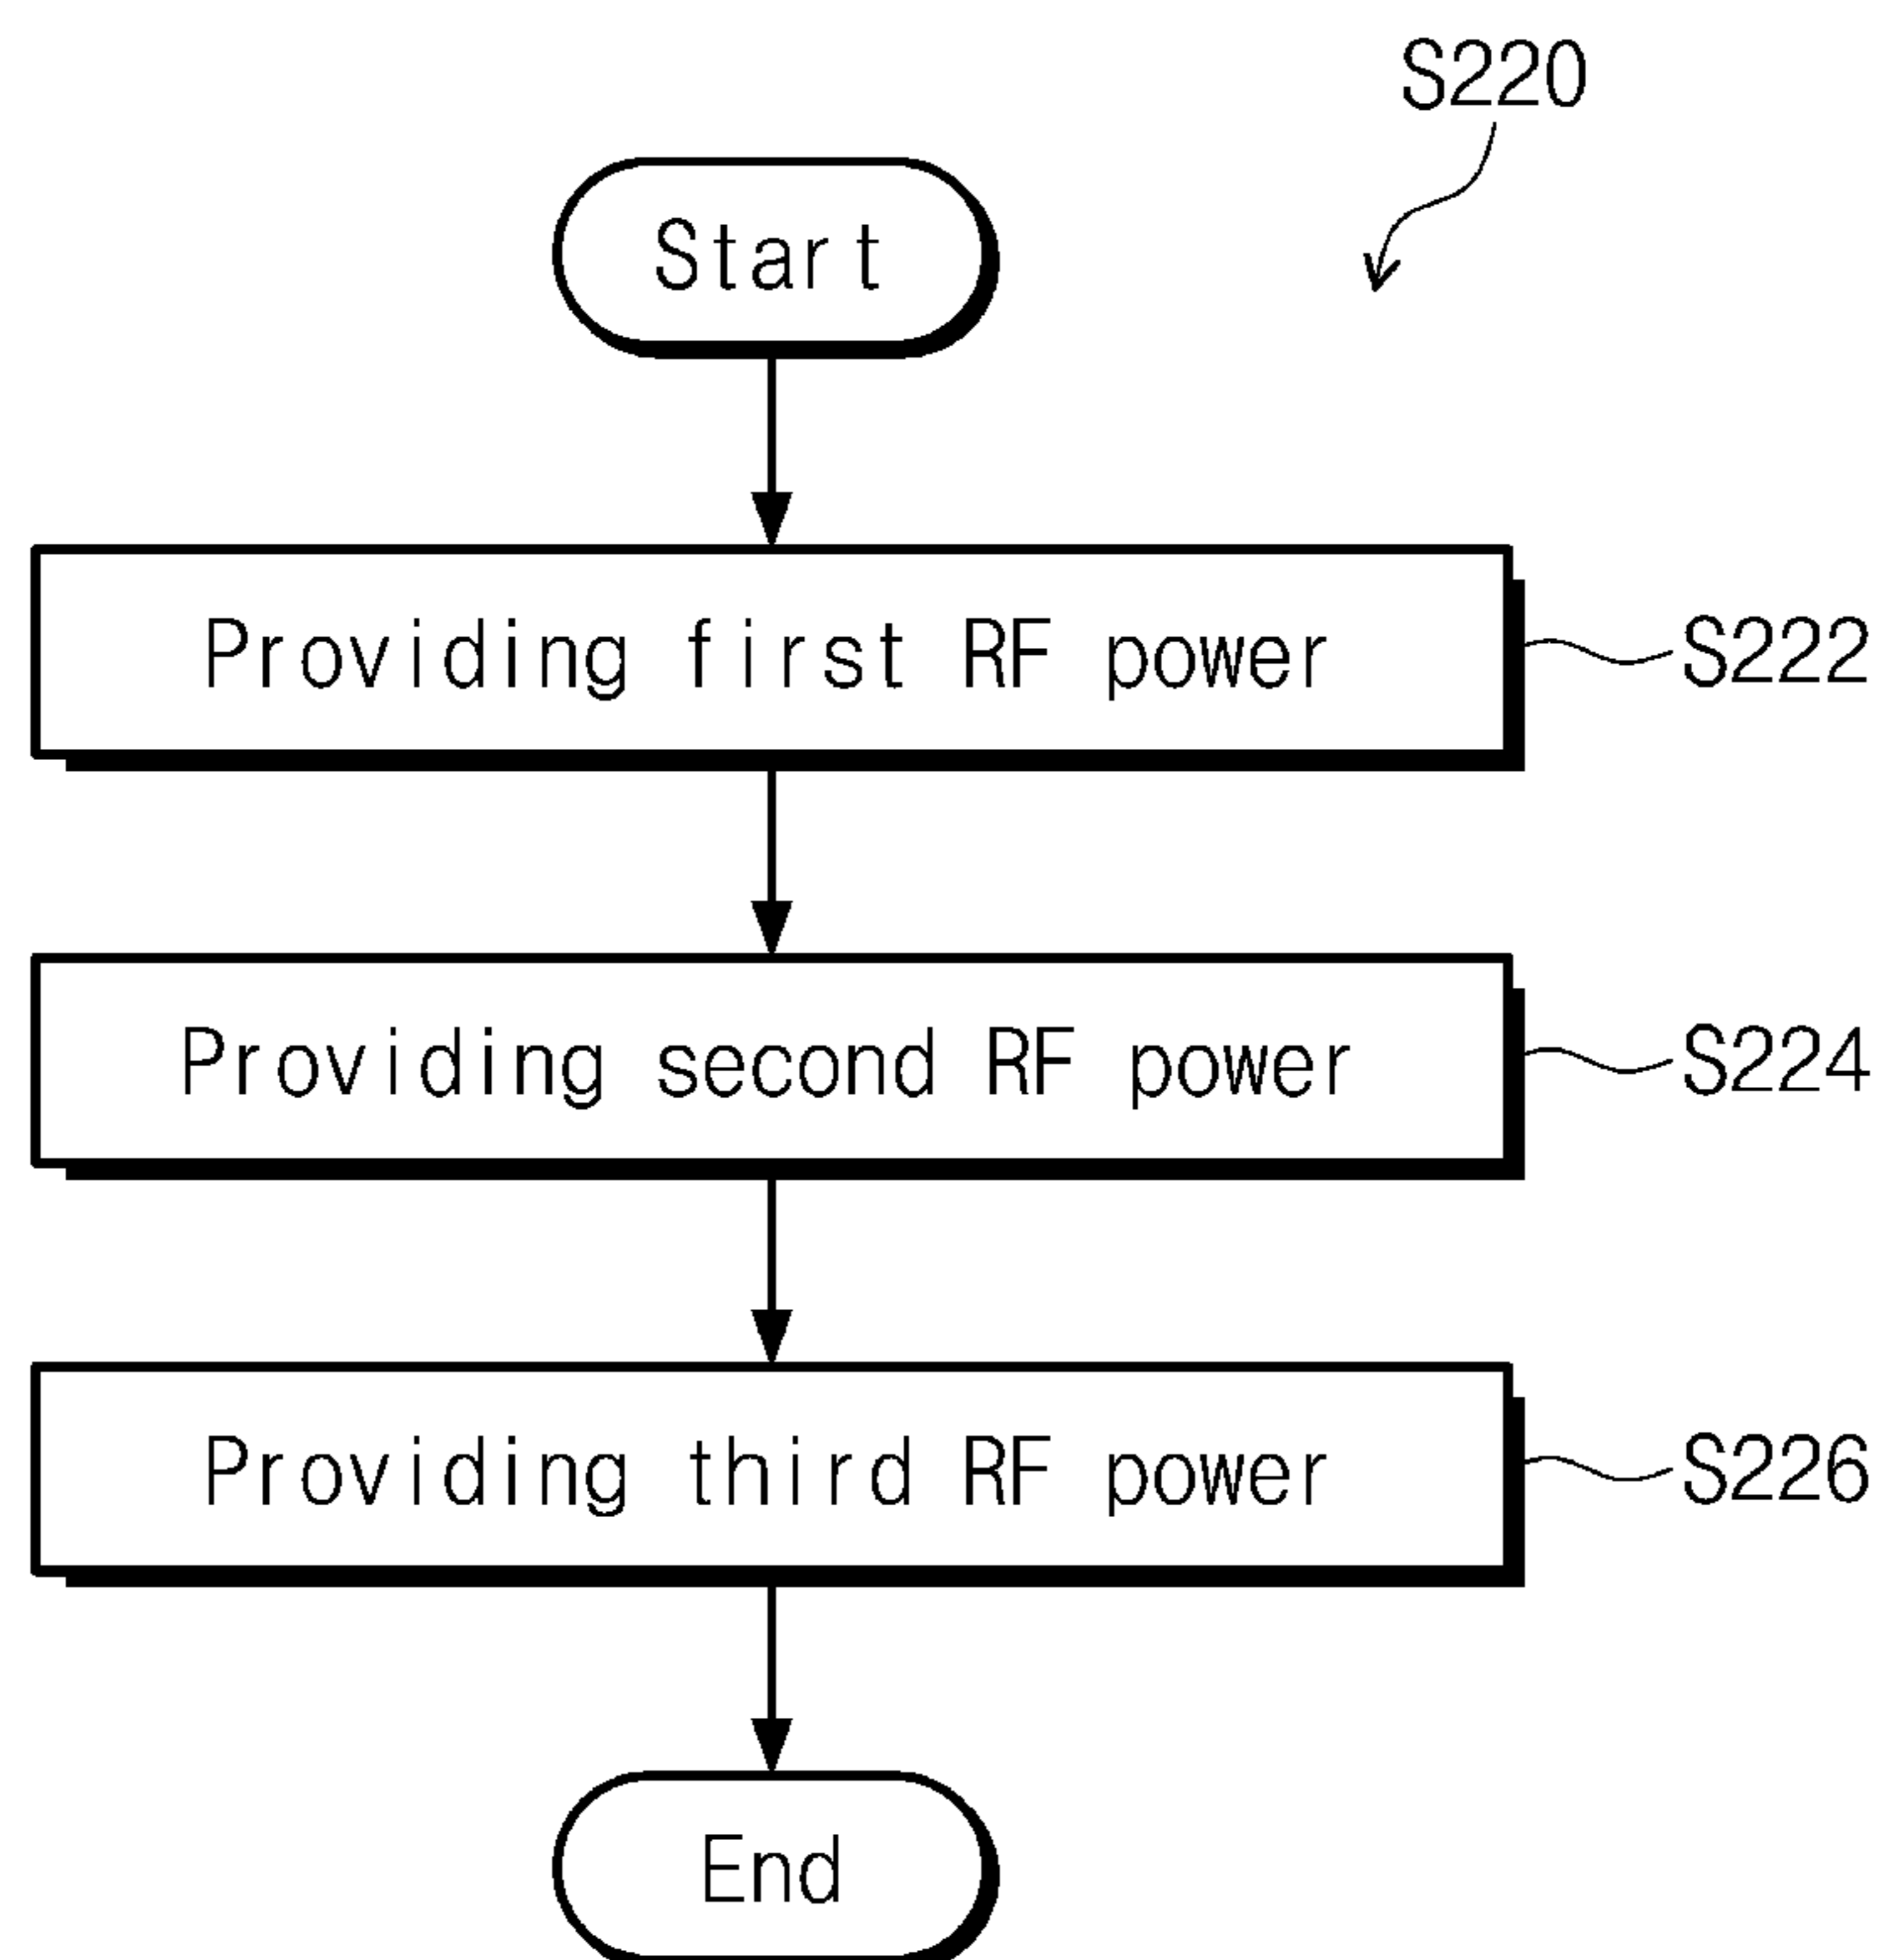 S220
Start
Providing first RF power
S222
Providing second RF power
S224
Providing third RF power
S226
End